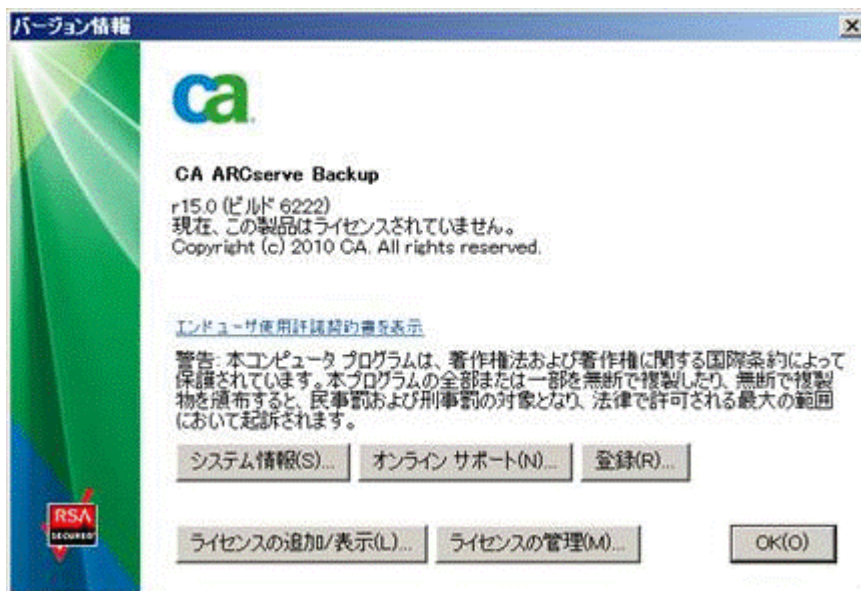 バージョン情報
ca
CA ARCserve Backup
r15.0 (ビルド 6222)
現在、この製品はライセンスされていません。
Copyright (c) 2010 CA. All rights reserved.
エンドユーザ使用許諾契約書を表示
警告: 本コンピュータ プログラムは、著作権法および著作権に関する国際条約によって
保護されています。本プログラムの全部または一部を無断で複製したり、無断で複製
物を頒布すると、民事罰および刑事罰の対象となり、法律で許可される最大の範囲
において起訴されます。
システム情報(S)...
オンライン サポート(N)...
登録(R)...
RSA
SECURED
ライセンスの追加/表示(L)...
ライセンスの管理(M)...
OK(O)